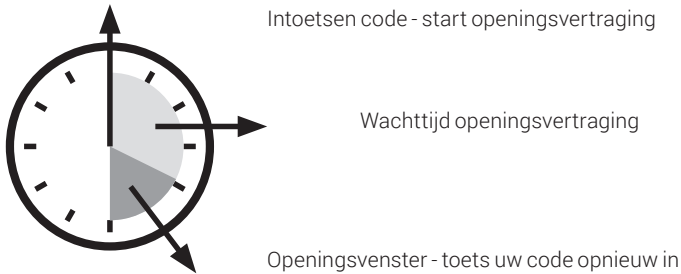 Intoetsen code - start openingsvertraging
Wachttijd openingsvertraging
Openingsvenster - toets uw code opnieuw in